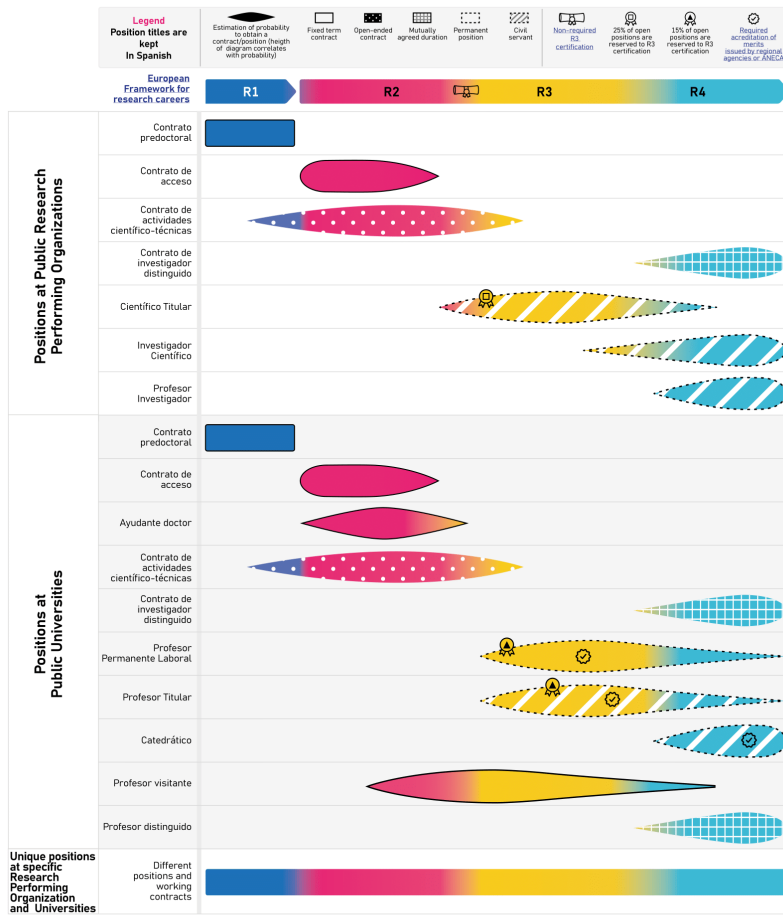 Legend
Position titles are
kept
In Spanish
Estimation of probability
to obtain a
contract/position (heigth
of diagram correlates
with probability)
Fixed term
contract
Open-ended
contract
Mutually
agreed duration
Permanent
position
Civil
servant
Non-required
R3
certification
25% of open
positions are
reserved to R3
certification
15% of open
positions are
reserved to R3
certification
Required
acreditation of
merits
issued by regional
agencies or ANECA
European
Framework for
research careers
R1
R2
R3
R4
Positions at Public Research
Performing Organizations
Contrato
predoctoral
Contrato de
acceso
Contrato de
actividades
científico-técnicas
Contrato de
investigador
distinguido
Científico Titular
Investigador
Científico
Profesor
Investigador
Positions at
Public Universities
Contrato
predoctoral
Contrato de
acceso
Ayudante doctor
Contrato de
actividades
científico-técnicas
Contrato de
investigador
distinguido
Profesor
Permanente Laboral
Profesor Titular
Catedrático
Profesor visitante
Profesor distinguido
Unique positions
at specific
Research
Performing
Organization
and Universities
Different
positions and
working
contracts